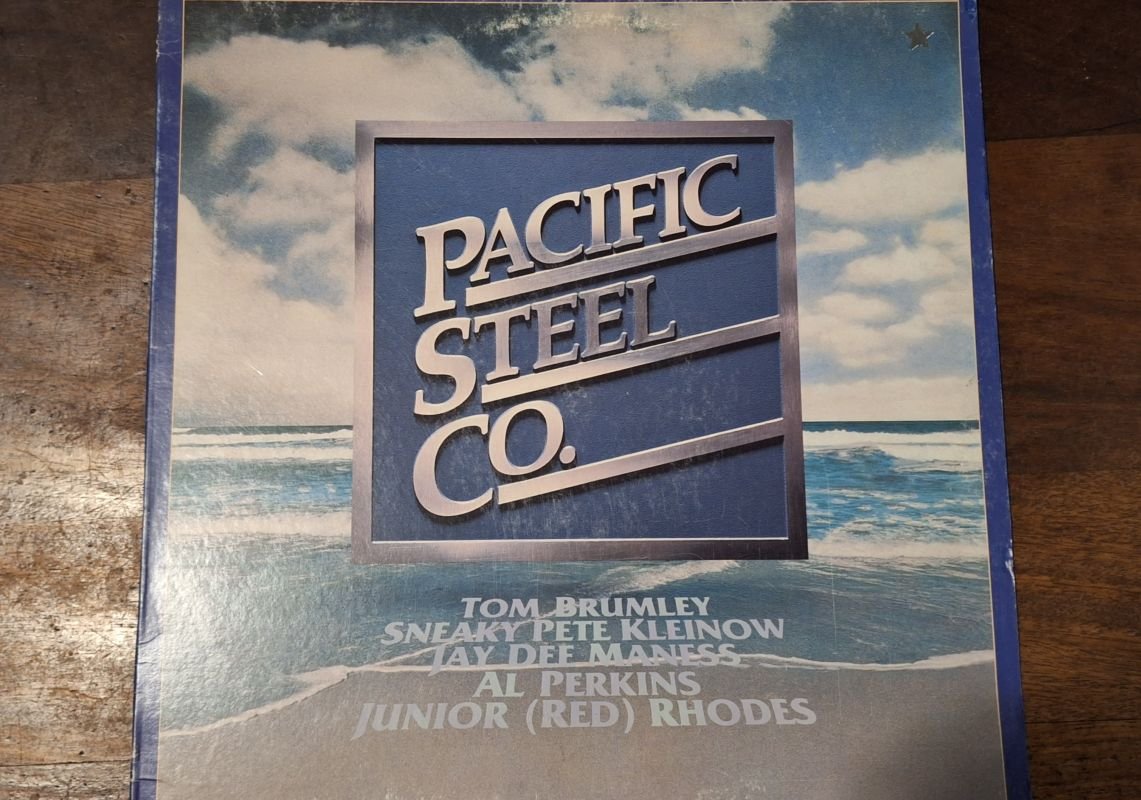 PACIFIC
STEEL
CO.
TOM BRUMLEY
SNEAKY PETE KLEINOW
JAY DEE MANESS
AL PERKINS
JUNIOR (RED) RHODES